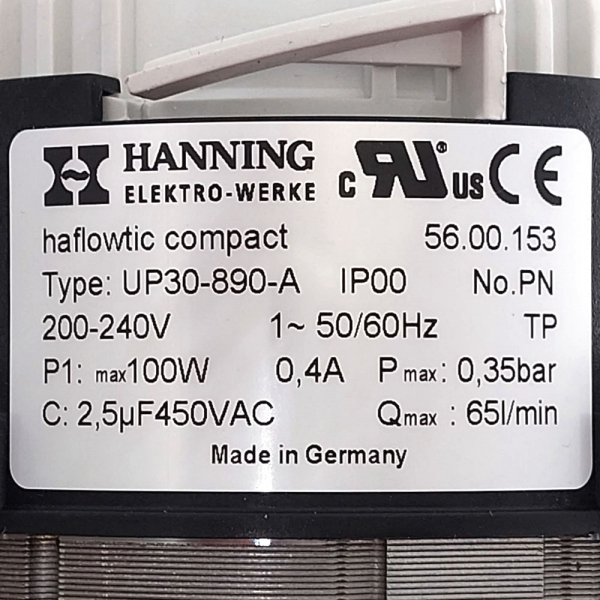 HANNING
ELEKTRO-WERKE
c RU® US CE
haflowtic compact 56.00.153
Type: UP30-890-A IP00 No.PN
200-240V 1~ 50/60Hz TP
P1: max100W 0,4A Pmax: 0,35bar
C: 2,5µF450VAC Qmax : 65l/min
Made in Germany